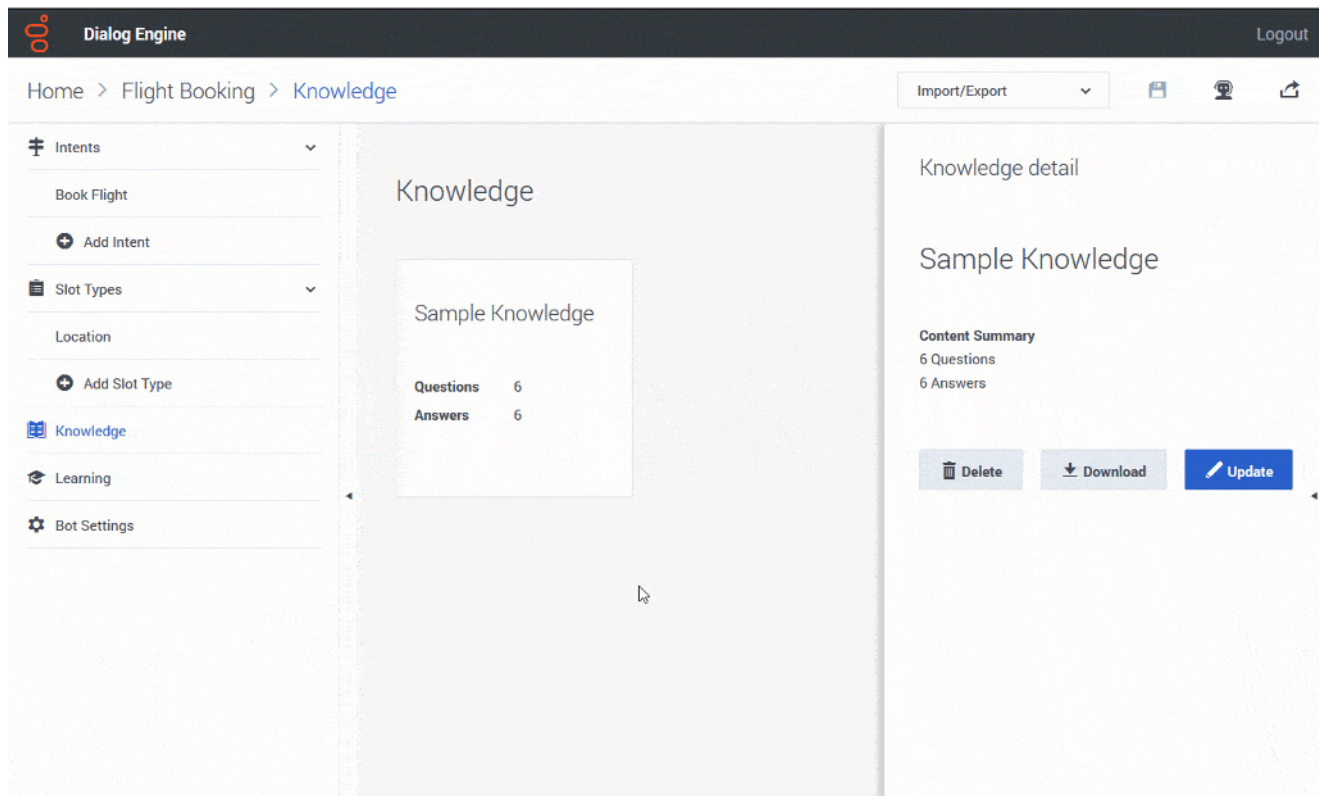 Dialog Engine
Logout
Home > Flight Booking > Knowledge
Import/Export
Intents
Book Flight
Add Intent
Slot Types
Location
Add Slot Type
Knowledge
Learning
Bot Settings
Knowledge
Sample Knowledge
Questions 6
Answers 6
Knowledge detail
Sample Knowledge
Content Summary
6 Questions
6 Answers
Delete
Download
Update